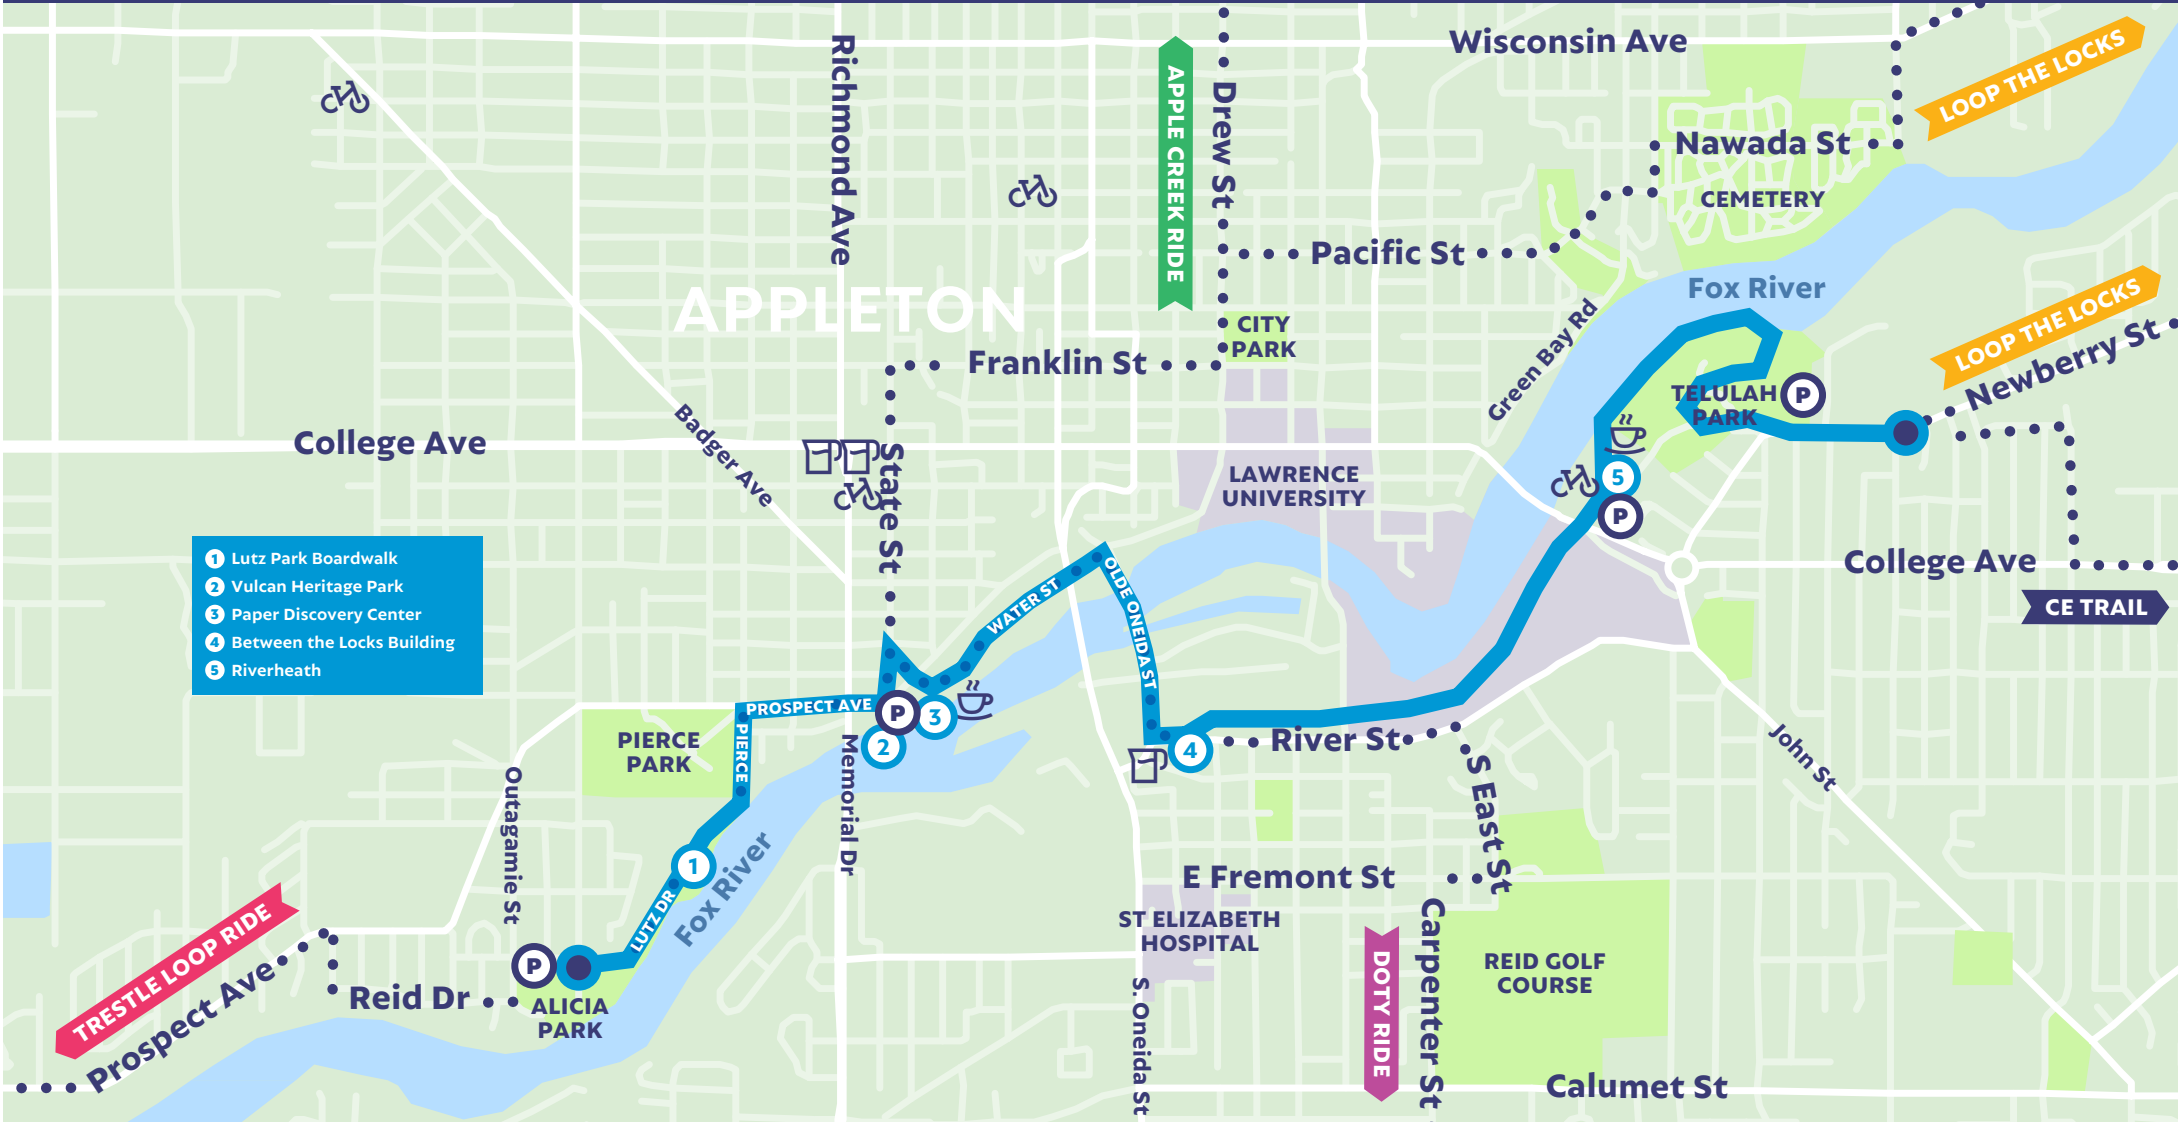 Wisconsin Ave
LOOP THE LOCKS
Richmond Ave
APPLE CREEK RIDE
Drew St
Nawada St
CEMETERY
Pacific St
Fox River
APPLETON
CITY
PARK
Green Bay Rd
LOOP THE LOCKS
Newberry St
Franklin St
TELULAH
PARK
P
College Ave
Badger Ave
State St
LAWRENCE
UNIVERSITY
5
P
1 Lutz Park Boardwalk
2 Vulcan Heritage Park
3 Paper Discovery Center
4 Between the Locks Building
5 Riverheath
College Ave
CE TRAIL
WATER ST
OLDE ONEIDA ST
PROSPECT AVE
PIERCE
P
3
2
4
River St
PIERCE
PARK
Memorial Dr
Outagamie St
S East St
John St
1
Fox River
LUTZ DR
E Fremont St
ST ELIZABETH
HOSPITAL
Carpenter St
REID GOLF
COURSE
TRESTLE LOOP RIDE
Prospect Ave
Reid Dr
P
ALICIA
PARK
S. Oneida St
DOTY RIDE
Calumet St